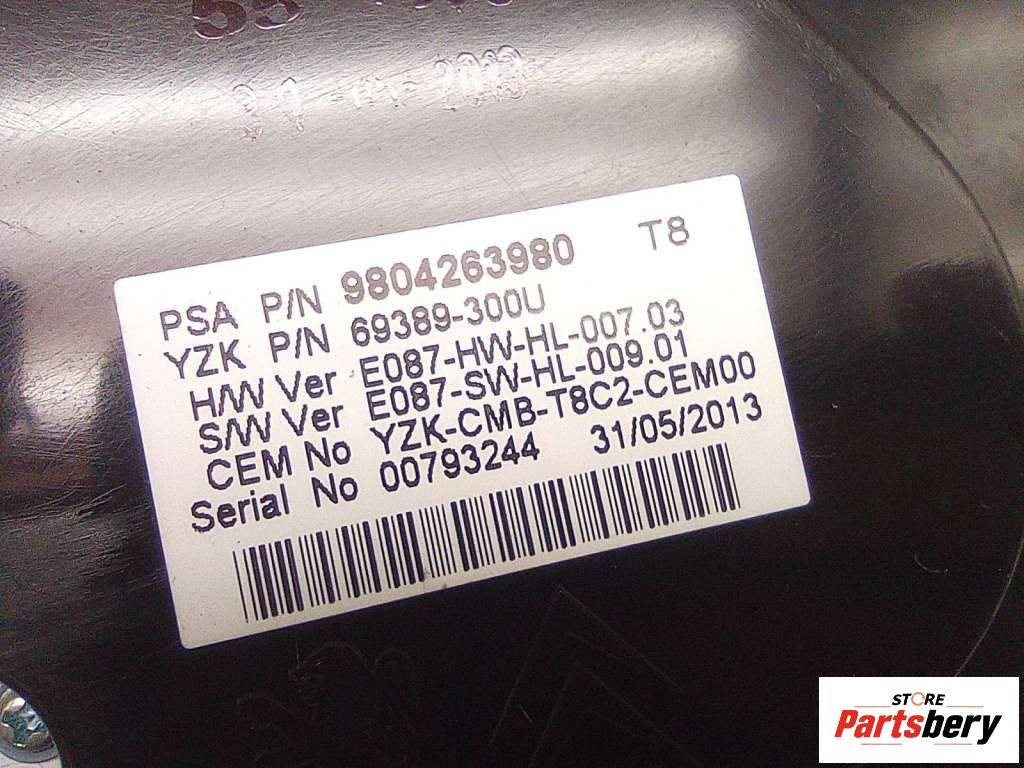 PSA P/N 9804263980 T8
YZK P/N 69389-300U
H/W Ver E087-HW-HL-007.03
S/W Ver E087-SW-HL-009.01
CEM No YZK-CMB-T8C2-CEM00
Serial No 00793244 31/05/2013
STORE
Partsbery